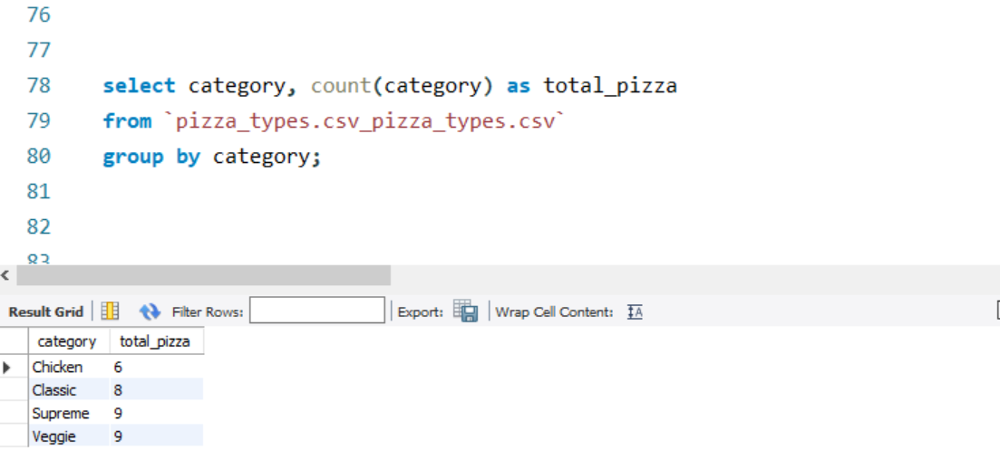 76
77
78 select category, count(category) as total_pizza
79 from `pizza_types.csv_pizza_types.csv`
80 group by category;
81
82
83
Result Grid Filter Rows: Export: Wrap Cell Content: IA
category total_pizza
Chicken 6
Classic 8
Supreme 9
Veggie 9